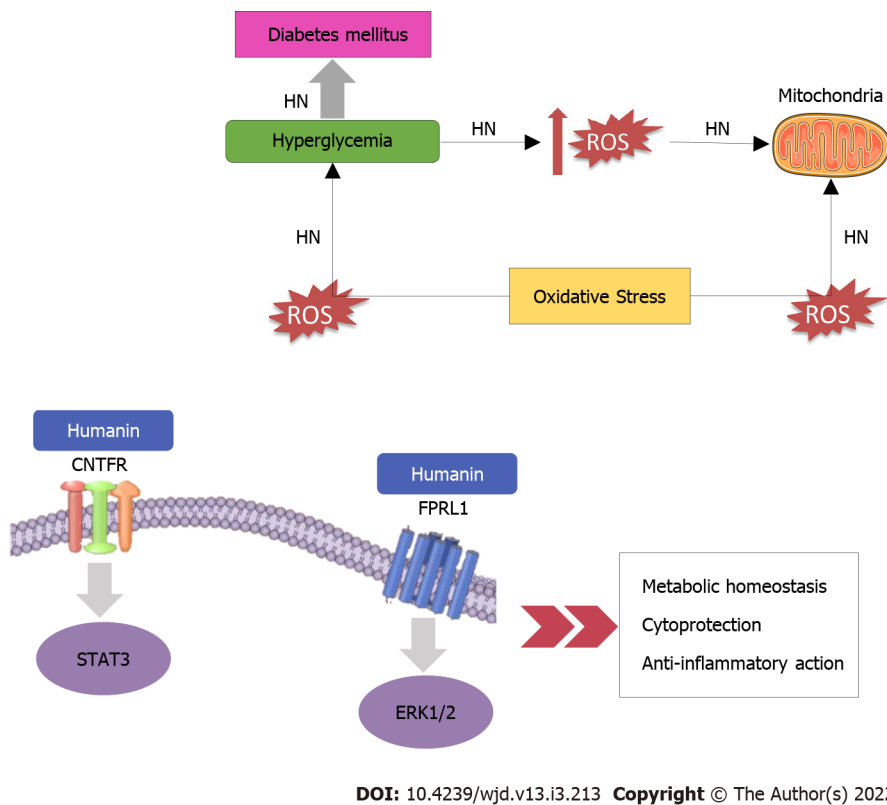 Diabetes mellitus
HN
Mitochondria
Hyperglycemia
HN
ROS
HN
HN
HN
Oxidative Stress
ROS
ROS
Humanin
CNTFR
Humanin
FPRL1
STAT3
ERK1/2
Metabolic homeostasis
Cytoprotection
Anti-inflammatory action
DOI: 10.4239/wjd.v13.i3.213 Copyright © The Author(s) 202